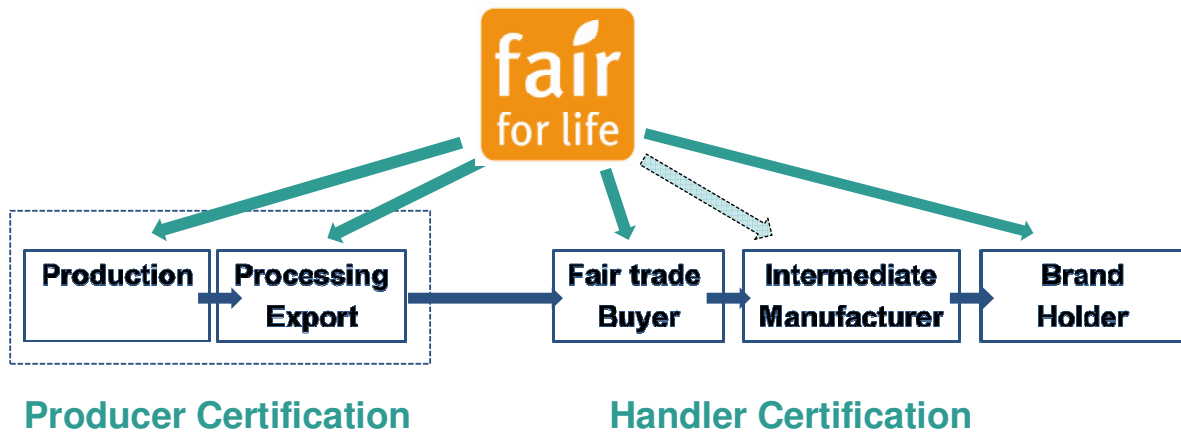 fair
for life
Production
Processing
Export
Fair trade
Buyer
Intermediate
Manufacturer
Brand
Holder
Producer Certification
Handler Certification